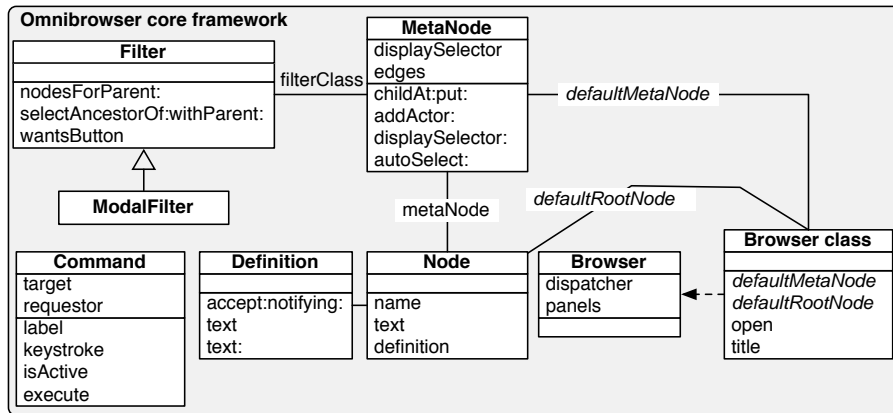 Omnibrowser core framework
Filter
nodesForParent:
selectAncestorOf:withParent:
wantsButton
filterClass
MetaNode
displaySelector
edges
childAt:put:
addActor:
displaySelector:
autoSelect:
defaultMetaNode
ModalFilter
metaNode
defaultRootNode
Command
target
requestor
label
keystroke
isActive
execute
Definition
accept:notifying:
text
text:
Node
name
text
definition
Browser
dispatcher
panels
Browser class
defaultMetaNode
defaultRootNode
open
title